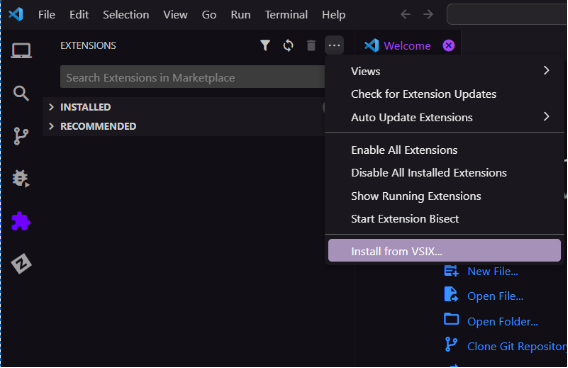 File Edit Selection View Go Run Terminal Help
EXTENSIONS
Welcome
Search Extensions in Marketplace
INSTALLED
RECOMMENDED
Views
Check for Extension Updates
Auto Update Extensions
Enable All Extensions
Disable All Installed Extensions
Show Running Extensions
Start Extension Bisect
Install from VSIX...
New File...
Open File...
Open Folder...
Clone Git Repository